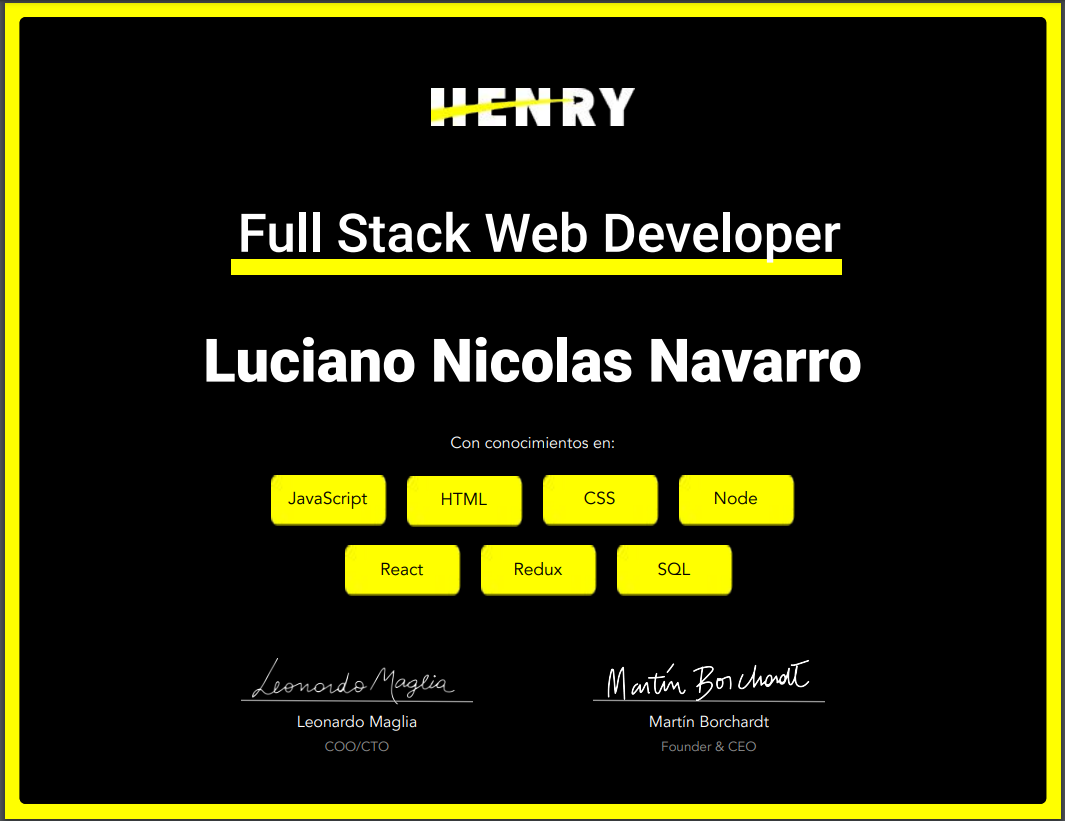 HENRY
Full Stack Web Developer
Luciano Nicolas Navarro
Con conocimientos en:
JavaScript HTML CSS Node
React Redux SQL
Leonardo Maglia Martín Borchardt
Leonardo Maglia Martín Borchardt
COO/CTO Founder & CEO